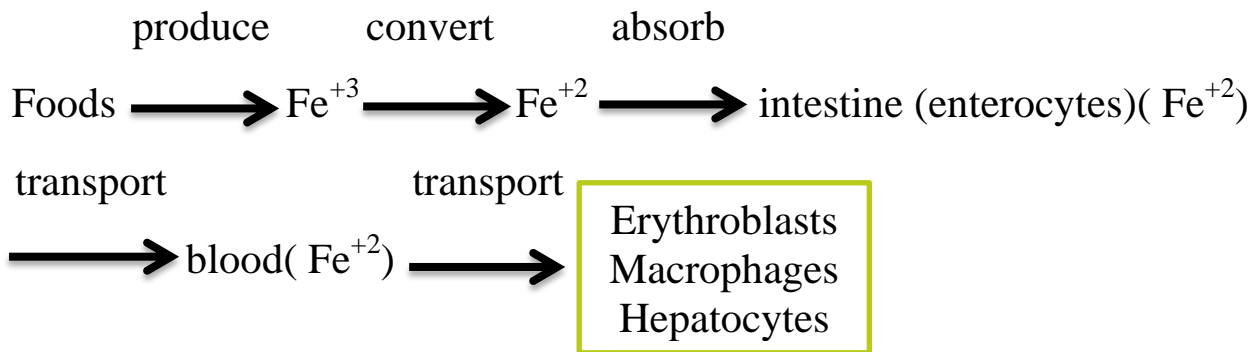 produce convert absorb
Foods Fe+3 Fe+2 intestine (enterocytes)( Fe+2)
transport transport
blood( Fe+2)
Erythroblasts
Macrophages
Hepatocytes